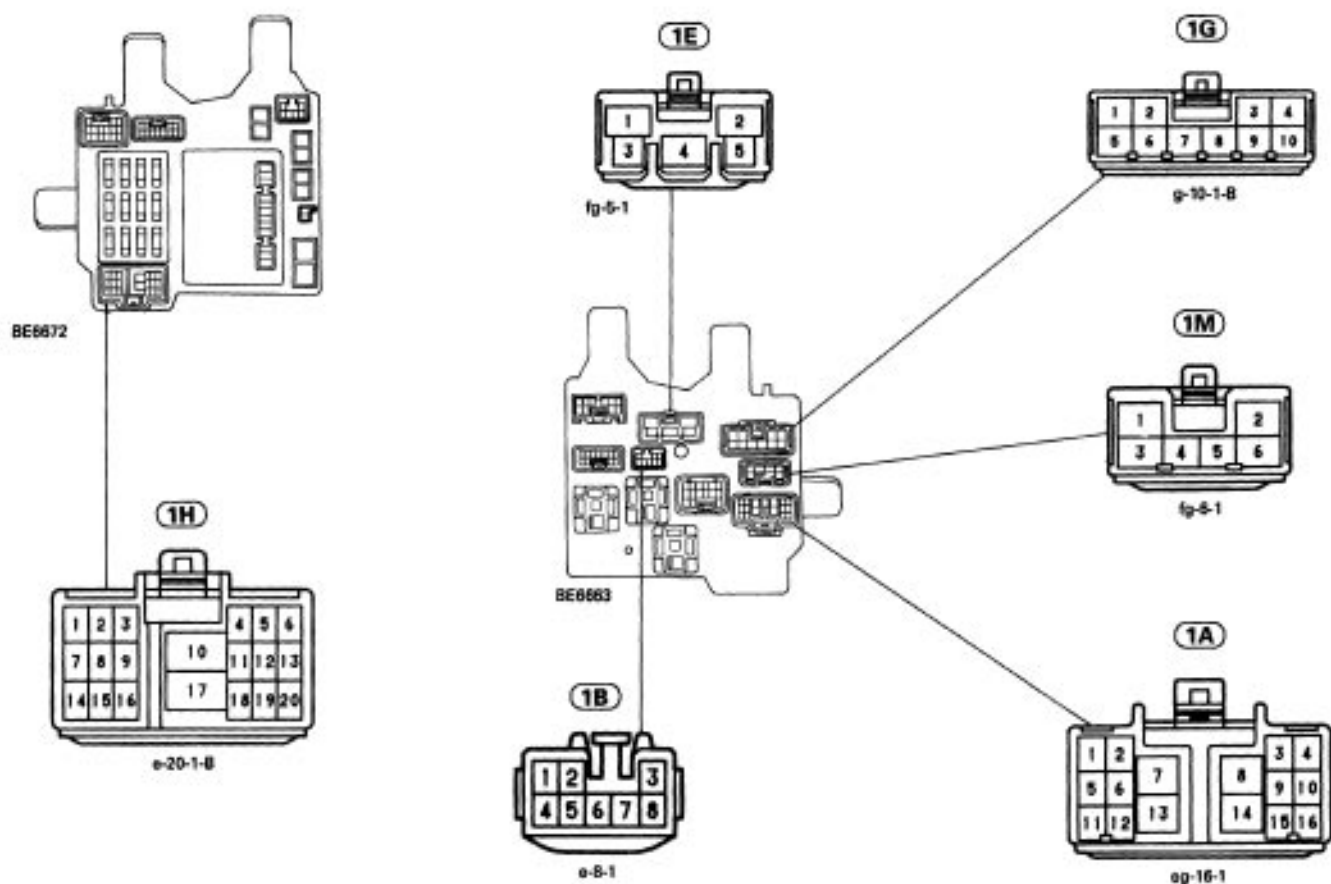 1E
1G
1 2
3 4 5
fg-5-1
1 2 3 4
5 6 7 8 9 10
g-10-1-B
BE6672
1M
1 2
3 4 5 6
fg-6-1
1H
BE6663
1 2 3 4 5 6
7 8 9 10 11 12 13
14 15 16 17 18 19 20
e-20-1-B
1B
1 2 3
4 5 6 7 8
e-8-1
1A
1 2 3 4
5 6 7 8 9 10
11 12 13 14 15 16
eg-16-1